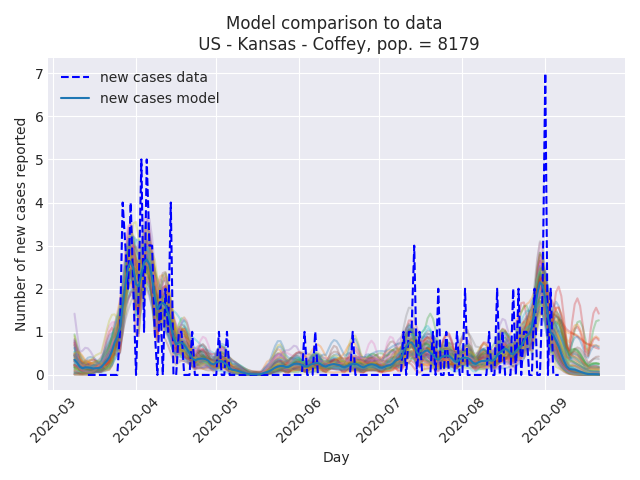 Model comparison to data
US - Kansas - Coffey, pop. = 8179
new cases data
new cases model
Number of new cases reported
7
6
5
4
3
2
1
0
2020-03
2020-04
2020-05
2020-06
2020-07
2020-08
2020-09
Day